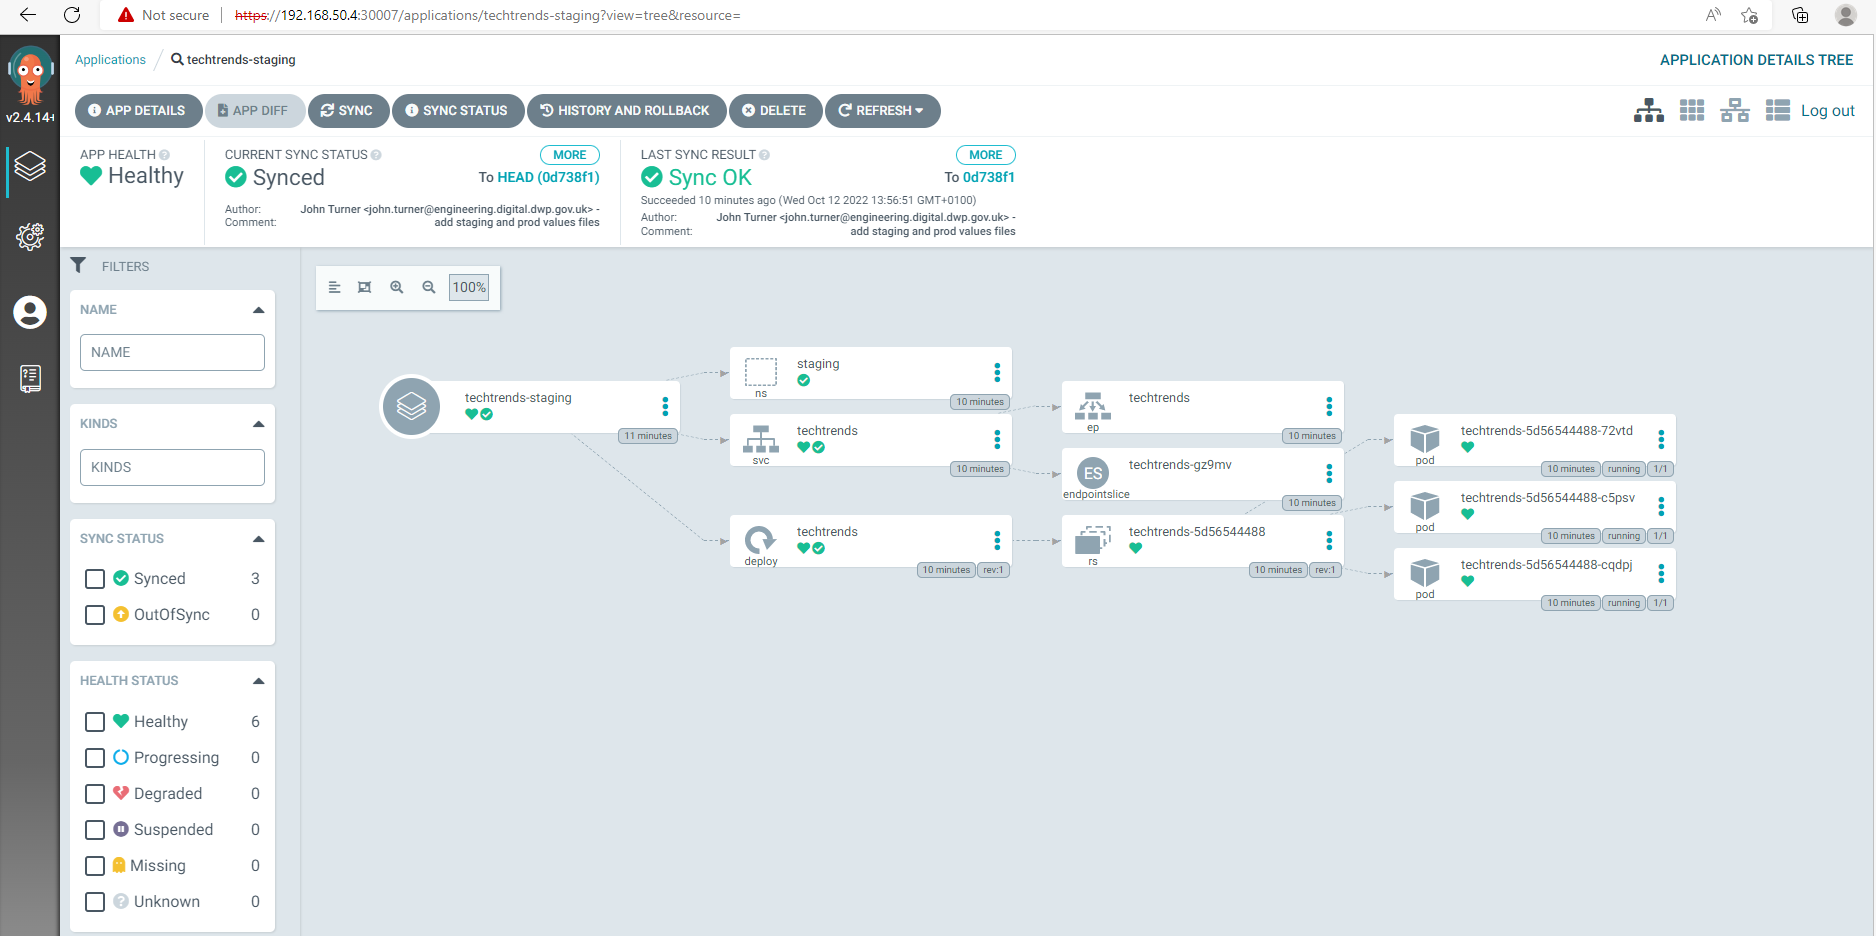 Not secure https://192.168.50.4:30007/applications/techtrends-staging?view=tree&resource=
Applications / techtrends-staging
APPLICATION DETAILS TREE
v2.4.14+
APP DETAILS APP DIFF SYNC SYNC STATUS HISTORY AND ROLLBACK DELETE REFRESH
Log out
APP HEALTH
Healthy
CURRENT SYNC STATUS MORE
Synced To HEAD (0d738f1)
Author: John Turner <john.turner@engineering.digital.dwp.gov.uk> -
Comment: add staging and prod values files
LAST SYNC RESULT MORE
Sync OK To 0d738f1
Succeeded 10 minutes ago (Wed Oct 12 2022 13:56:51 GMT+0100)
Author: John Turner <john.turner@engineering.digital.dwp.gov.uk> -
Comment: add staging and prod values files
FILTERS
NAME
NAME
KINDS
KINDS
SYNC STATUS
Synced 3
OutOfSync 0
HEALTH STATUS
Healthy 6
Progressing 0
Degraded 0
Suspended 0
Missing 0
Unknown 0
100%
techtrends-staging
11 minutes
staging
ns
10 minutes
techtrends
svc
10 minutes
techtrends
deploy
10 minutes rev:1
techtrends
ep
10 minutes
ES
techtrends-gz9mv
endpointslice
10 minutes
techtrends-5d56544488
rs
10 minutes rev:1
techtrends-5d56544488-72vtd
pod
10 minutes running 1/1
techtrends-5d56544488-c5psv
pod
10 minutes running 1/1
techtrends-5d56544488-cqdpj
pod
10 minutes running 1/1